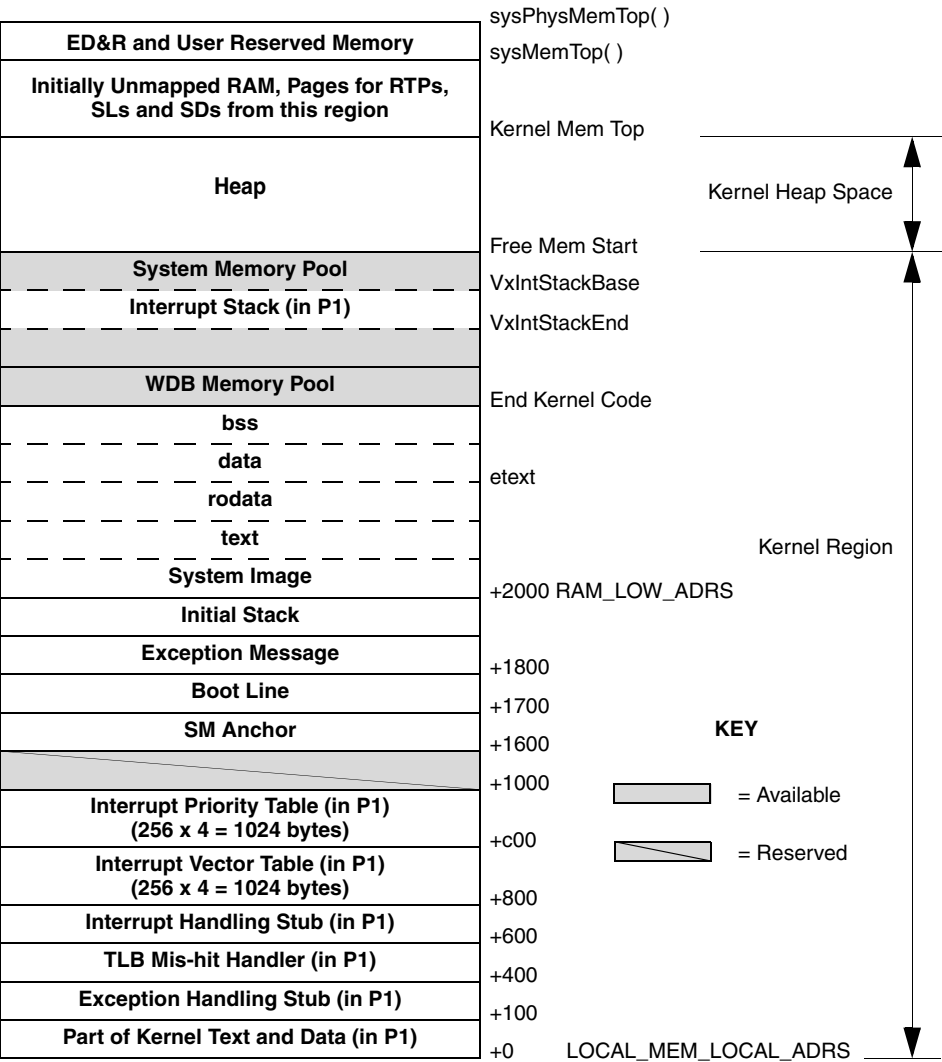 sysPhysMemTop( )
ED&R and User Reserved Memory
sysMemTop( )
Initially Unmapped RAM, Pages for RTPs,
SLs and SDs from this region
Kernel Mem Top
Heap
Kernel Heap Space
Free Mem Start
System Memory Pool
VxIntStackBase
Interrupt Stack (in P1)
VxIntStackEnd
WDB Memory Pool
End Kernel Code
bss
data
etext
rodata
text
Kernel Region
System Image
+2000 RAM_LOW_ADRS
Initial Stack
Exception Message
+1800
Boot Line
+1700
SM Anchor
KEY
+1600
+1000
= Available
Interrupt Priority Table (in P1)
(256 x 4 = 1024 bytes)
+c00
= Reserved
Interrupt Vector Table (in P1)
(256 x 4 = 1024 bytes)
+800
Interrupt Handling Stub (in P1)
+600
TLB Mis-hit Handler (in P1)
+400
Exception Handling Stub (in P1)
+100
Part of Kernel Text and Data (in P1)
+0 LOCAL_MEM_LOCAL_ADRS